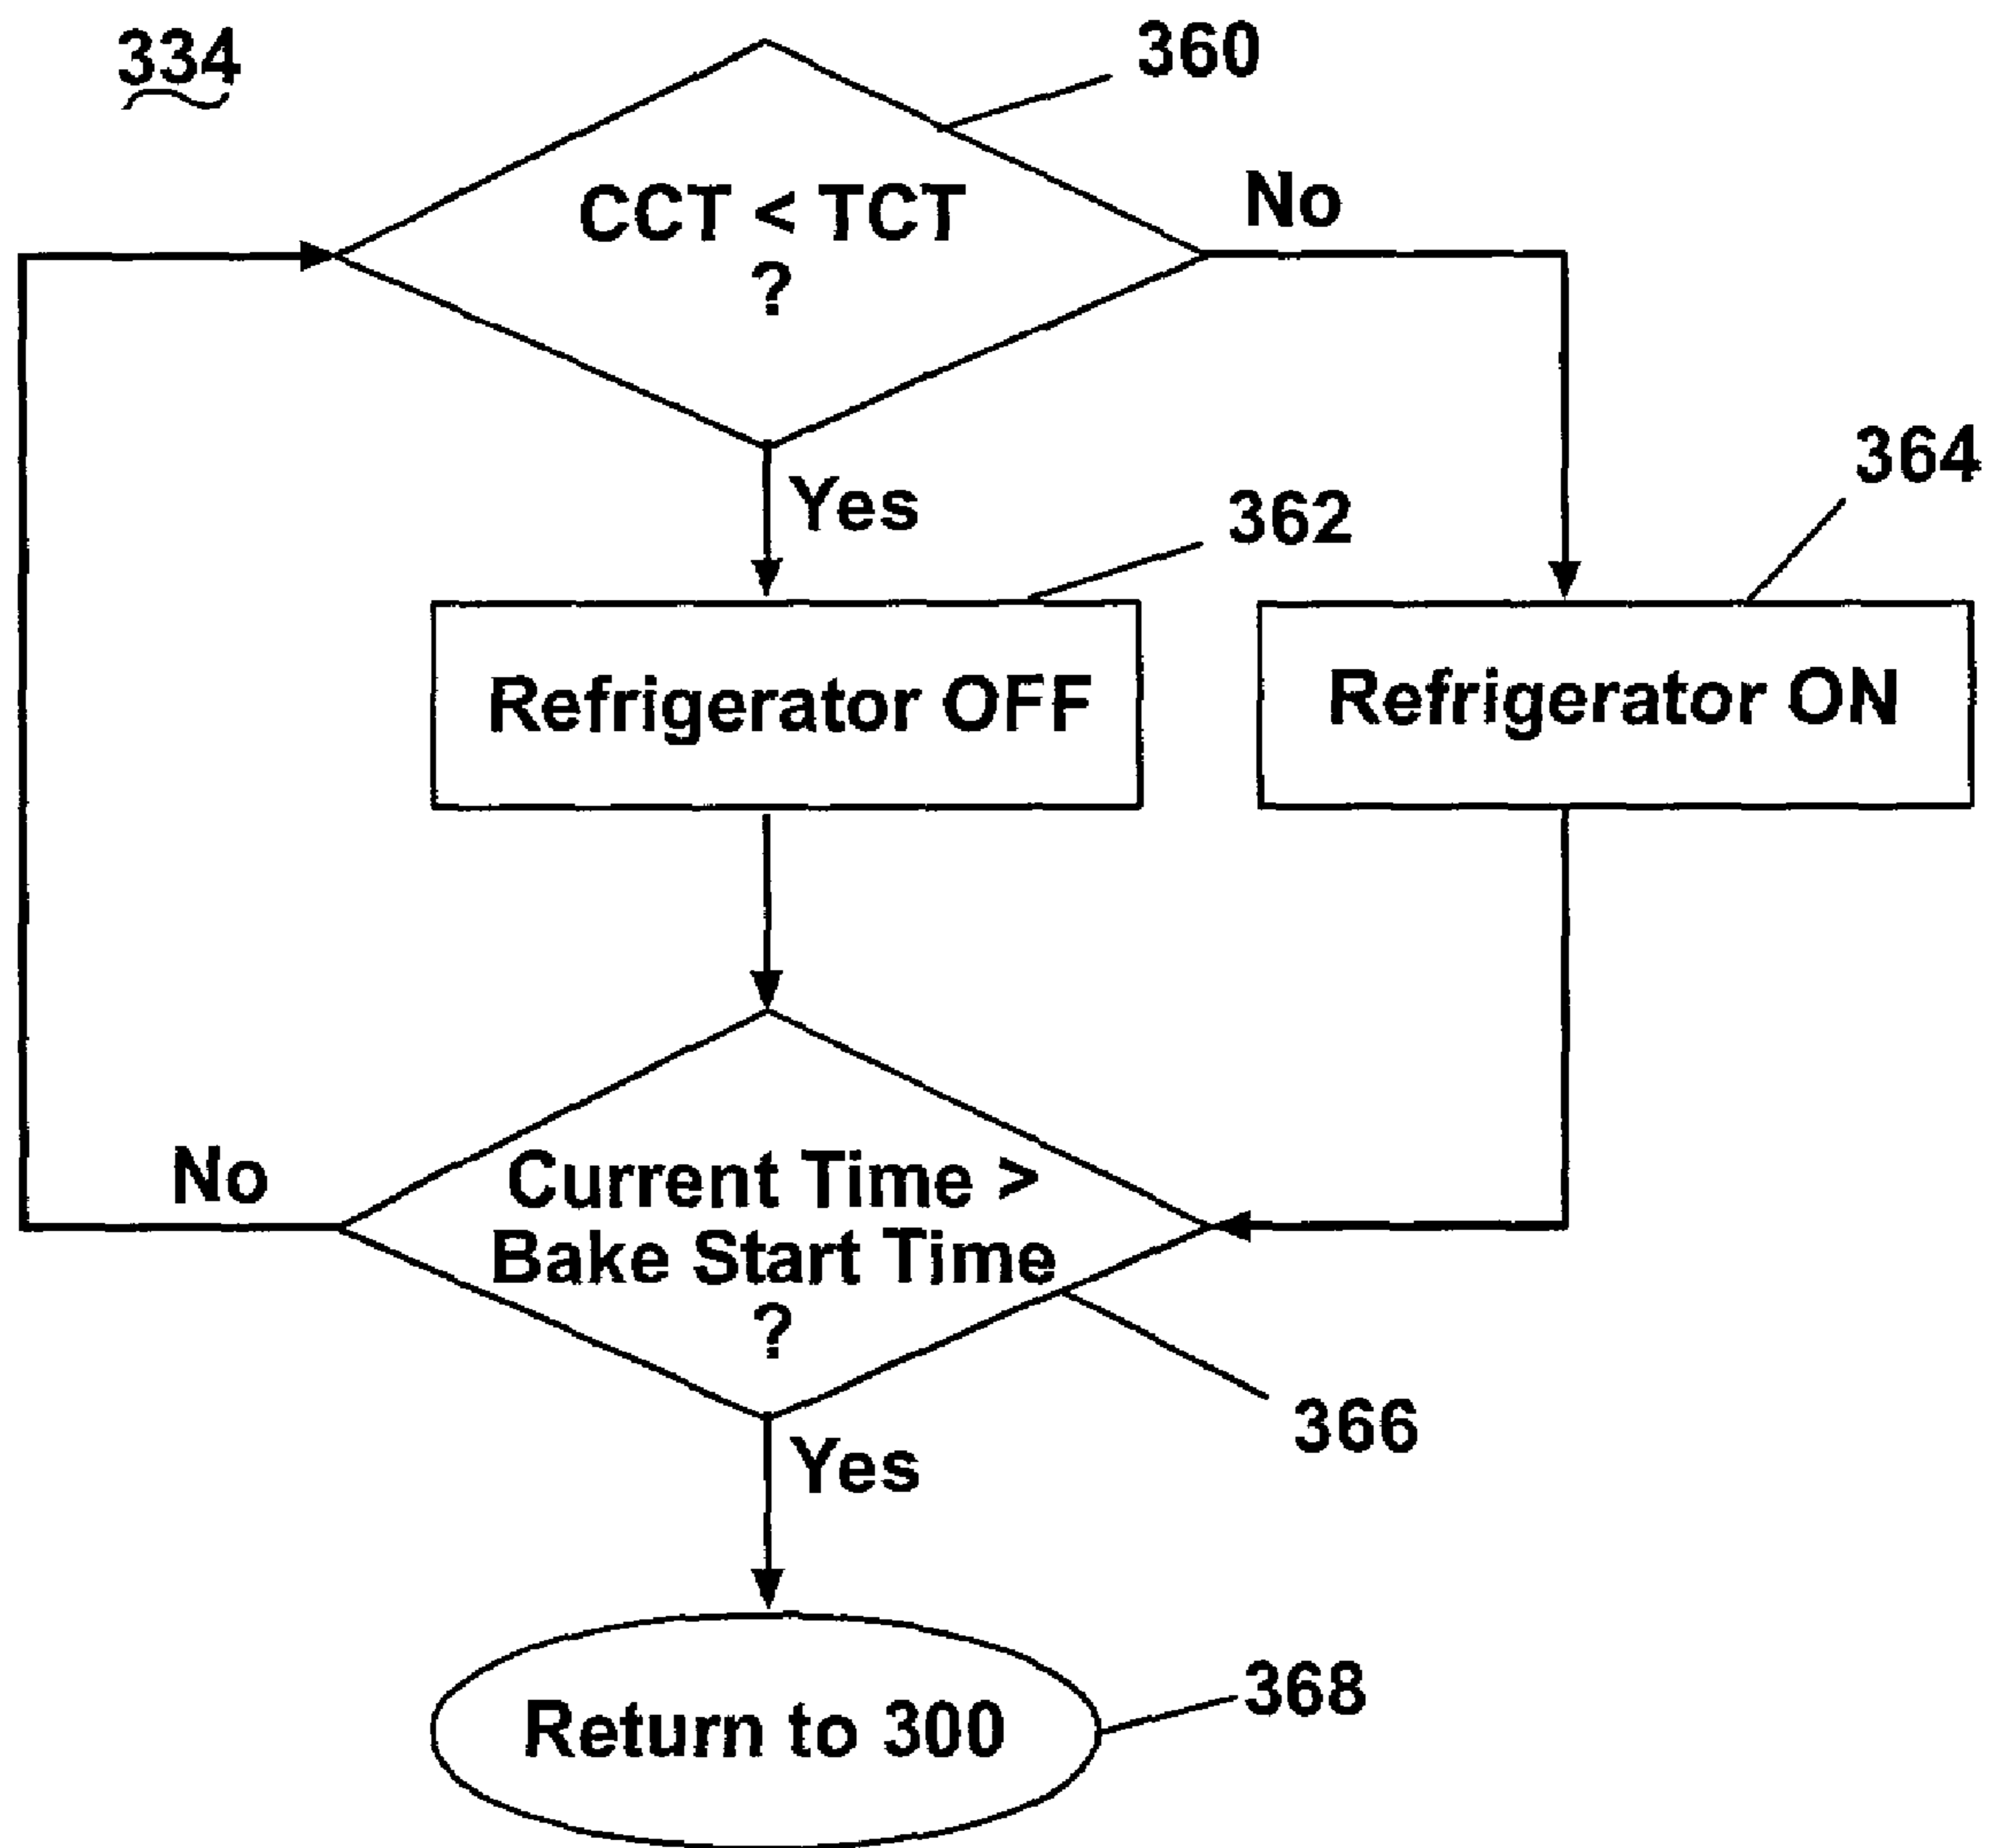 334
360
CCT < TCT
?
No
Yes
362
364
Refrigerator OFF
Refrigerator ON
No
Current Time >
Bake Start Time
?
366
Yes
Return to 300
368